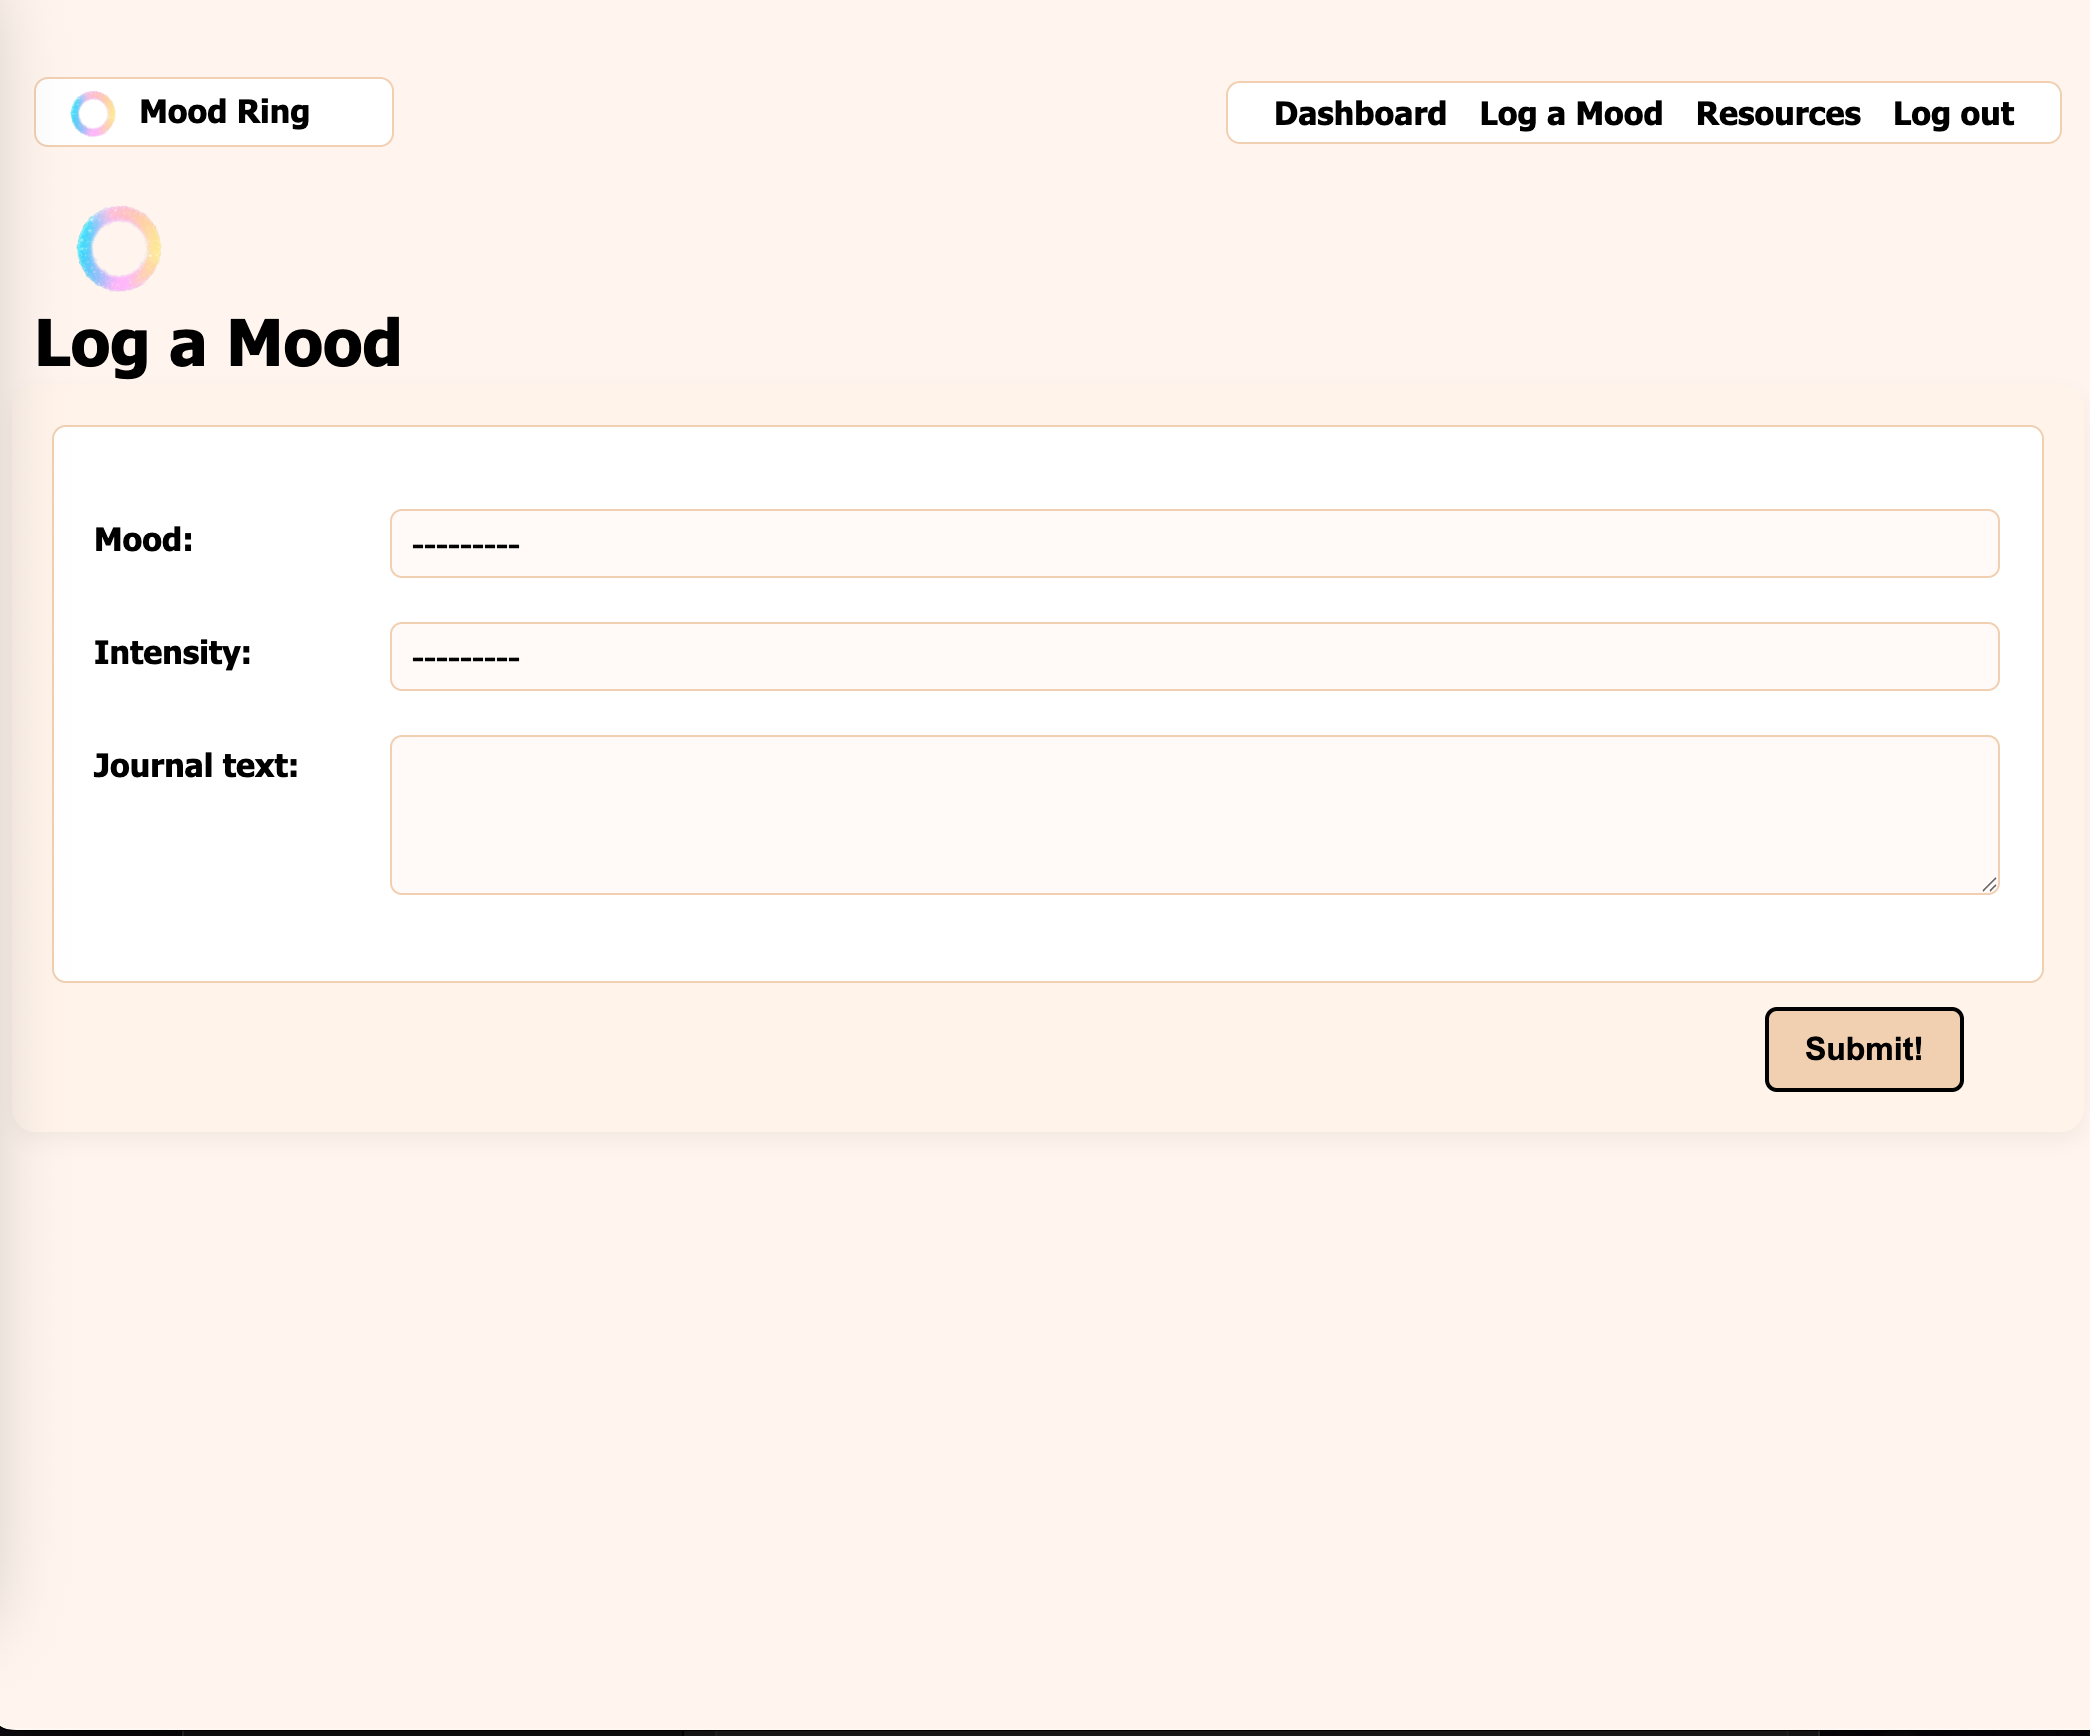 Mood Ring
Dashboard Log a Mood Resources Log out
Log a Mood
Mood: ---------
Intensity: ---------
Journal text:
Submit!